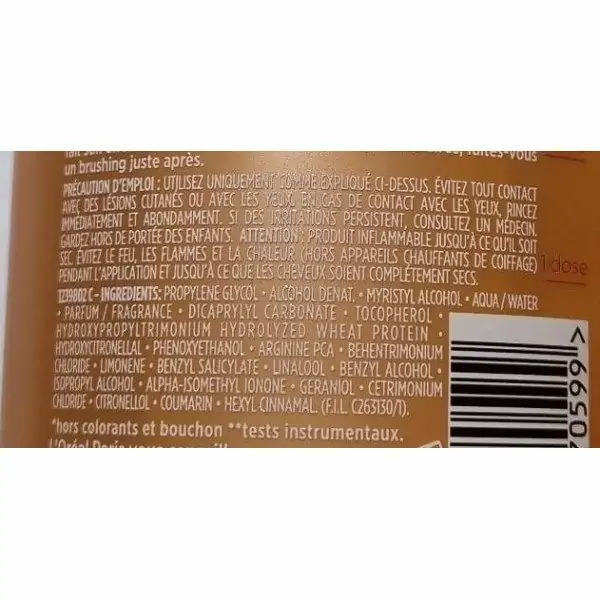 un brushing juste après.
PRÉCAUTION D'EMPLOI : UTILISEZ UNIQUEMENT COMME EXPLIQUÉ CI-DESSUS. ÉVITEZ TOUT CONTACT
AVEC DES LÉSIONS CUTANÉS OU AVEC LES YEUX. EN CAS DE CONTACT AVEC LES YEUX, RINCEZ
IMMÉDIATEMENT ET ABONDAMMENT. SI DES IRRITATIONS PERSISTENT, CONSULTEZ UN MÉDECIN.
GARDEZ HORS DE PORTÉE DES ENFANTS. ATTENTION : PRODUIT INFLAMMABLE JUSQU'À CE QU'IL SOIT
SEC. ÉVITEZ LE FEU, LES FLAMMES ET LA CHALEUR (HORS APPAREILS CHAUFFANTS DE COIFFAGE)
PENDANT L'APPLICATION ET JUSQU'À CE QUE LES CHEVEUX SOIENT COMPLÈTEMENT SECS.
1 dose
1239802 C - INGREDIENTS: PROPYLENE GLYCOL • ALCOHOL DENAT. • MYRISTYL ALCOHOL • AQUA / WATER
• PARFUM / FRAGRANCE • DICAPRYLYL CARBONATE • TOCOPHEROL •
HYDROXYPROPYLTRIMONIUM HYDROLYZED WHEAT PROTEIN •
HYDROXYCITRONELLAL • PHENOXYETHANOL • ARGININE PCA • BEHENTRIMONIUM
CHLORIDE • LIMONENE • BENZYL SALICYLATE • LINALOOL • BENZYL ALCOHOL •
ISOPROPYL ALCOHOL • ALPHA-ISOMETHYL IONONE • GERANIOL • CETRIMONIUM
CHLORIDE • CITRONELLOL • COUMARIN • HEXYL CINNAMAL. (F.I.L. C263130/1).
70599 >
*hors colorants et bouchon **tests instrumentaux.